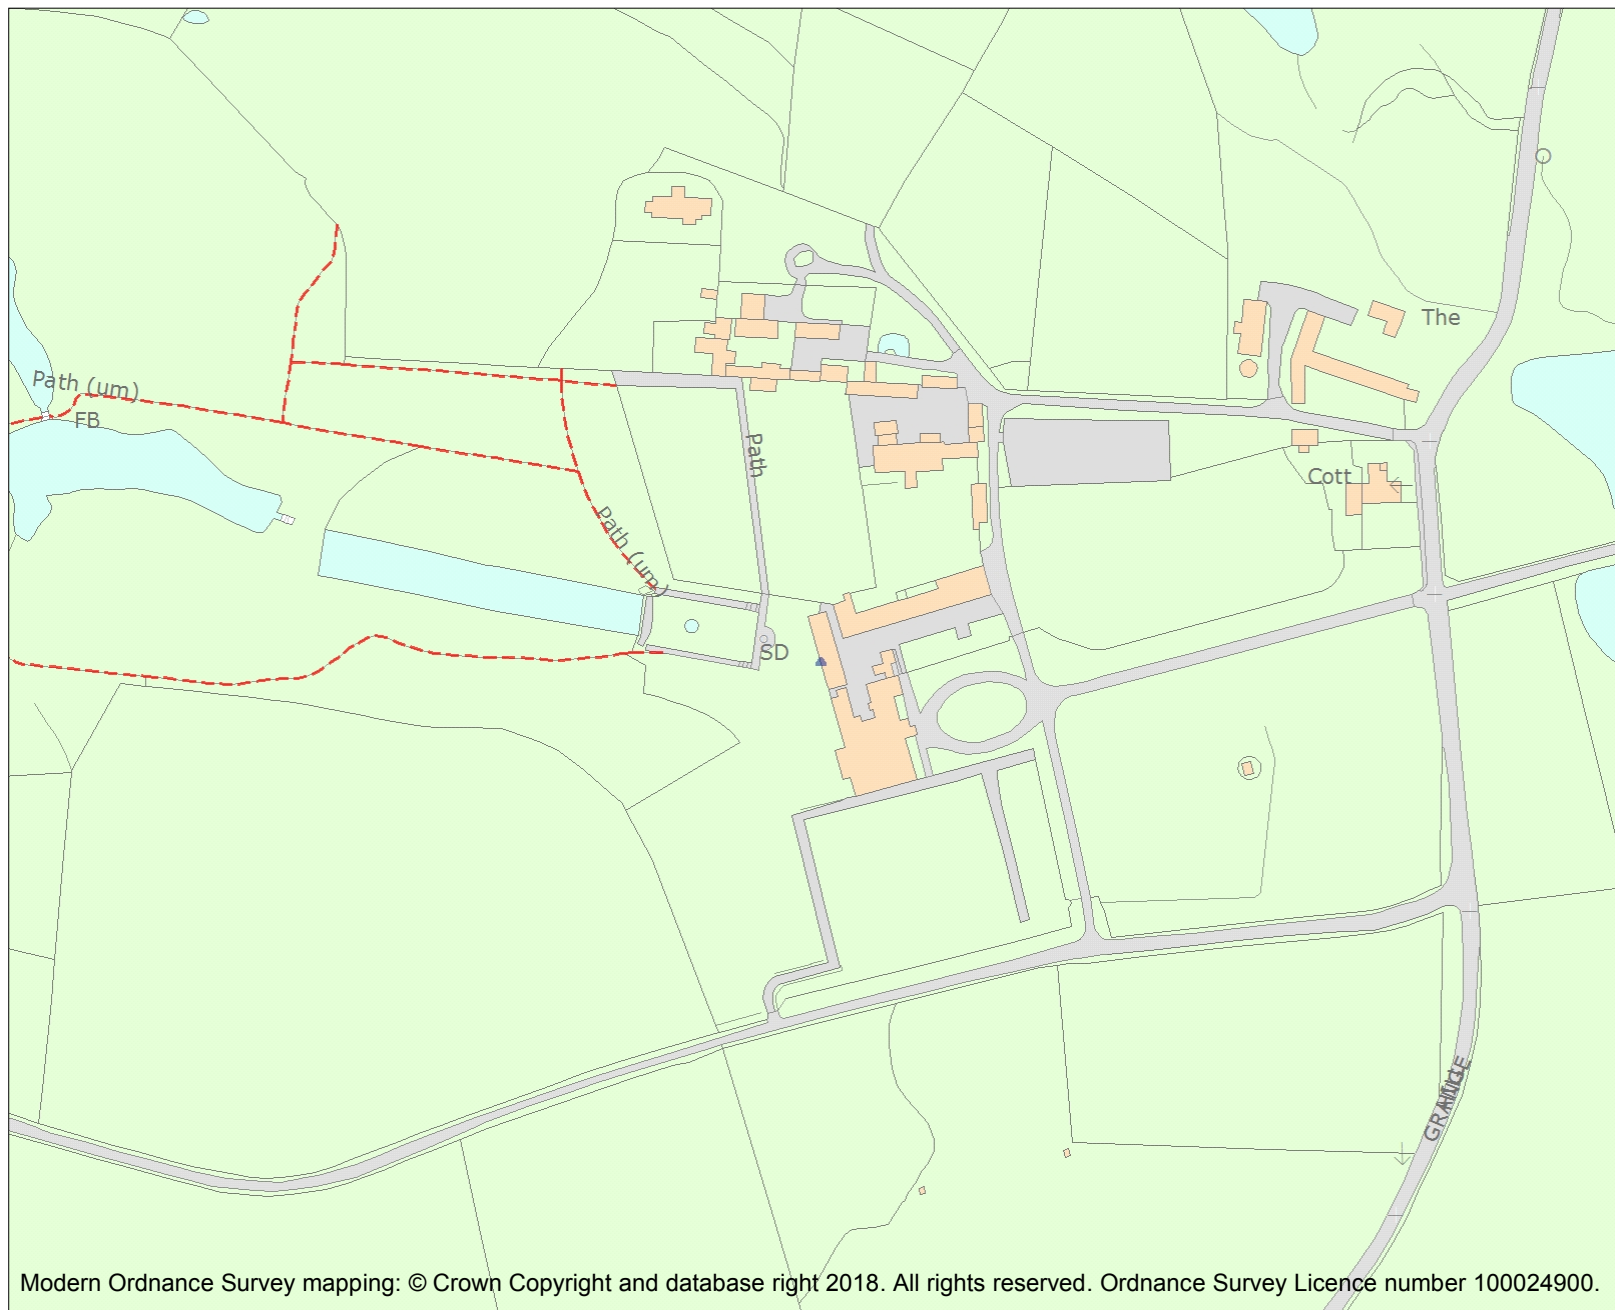 The
Path (um)
FB
Path
Cott
Path (um)
SD
GRANGE
HILL
Modern Ordnance Survey mapping: © Crown Copyright and database right 2018. All rights reserved. Ordnance Survey Licence number 100024900.